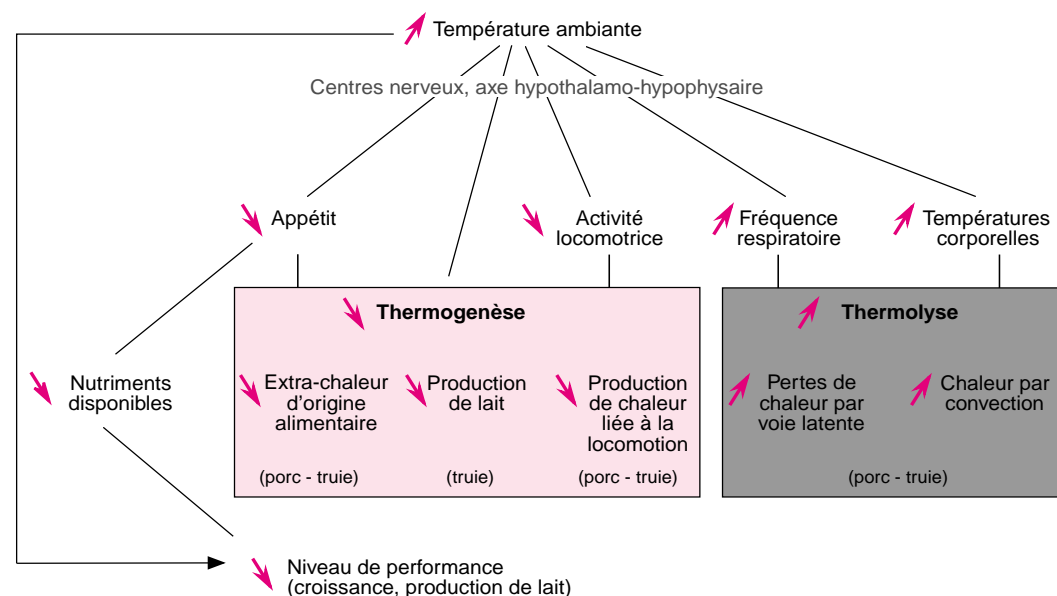 Température ambiante
Centres nerveux, axe hypothalamo-hypophysaire
Appétit
Activité
locomotrice
Fréquence
respiratoire
Températures
corporelles
Thermogenèse
Thermolyse
Nutriments
disponibles
Extra-chaleur
d'origine
alimentaire
Production
de lait
Production
de chaleur
liée à la
locomotion
Pertes de
chaleur par
voie latente
Chaleur par
convection
(porc - truie)
(truie)
(porc - truie)
(porc - truie)
Niveau de performance
(croissance, production de lait)